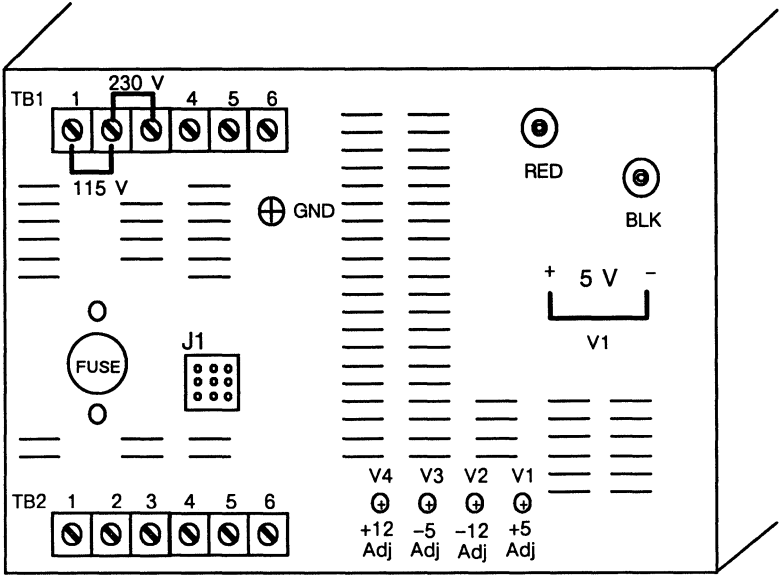 230 V
TB1 1 4 5 6
115 V
GND
RED
BLK
+ 5 V −
V1
FUSE
J1
V4 V3 V2 V1
TB2 1 2 3 4 5 6
+12 −5 −12 +5
Adj Adj Adj Adj